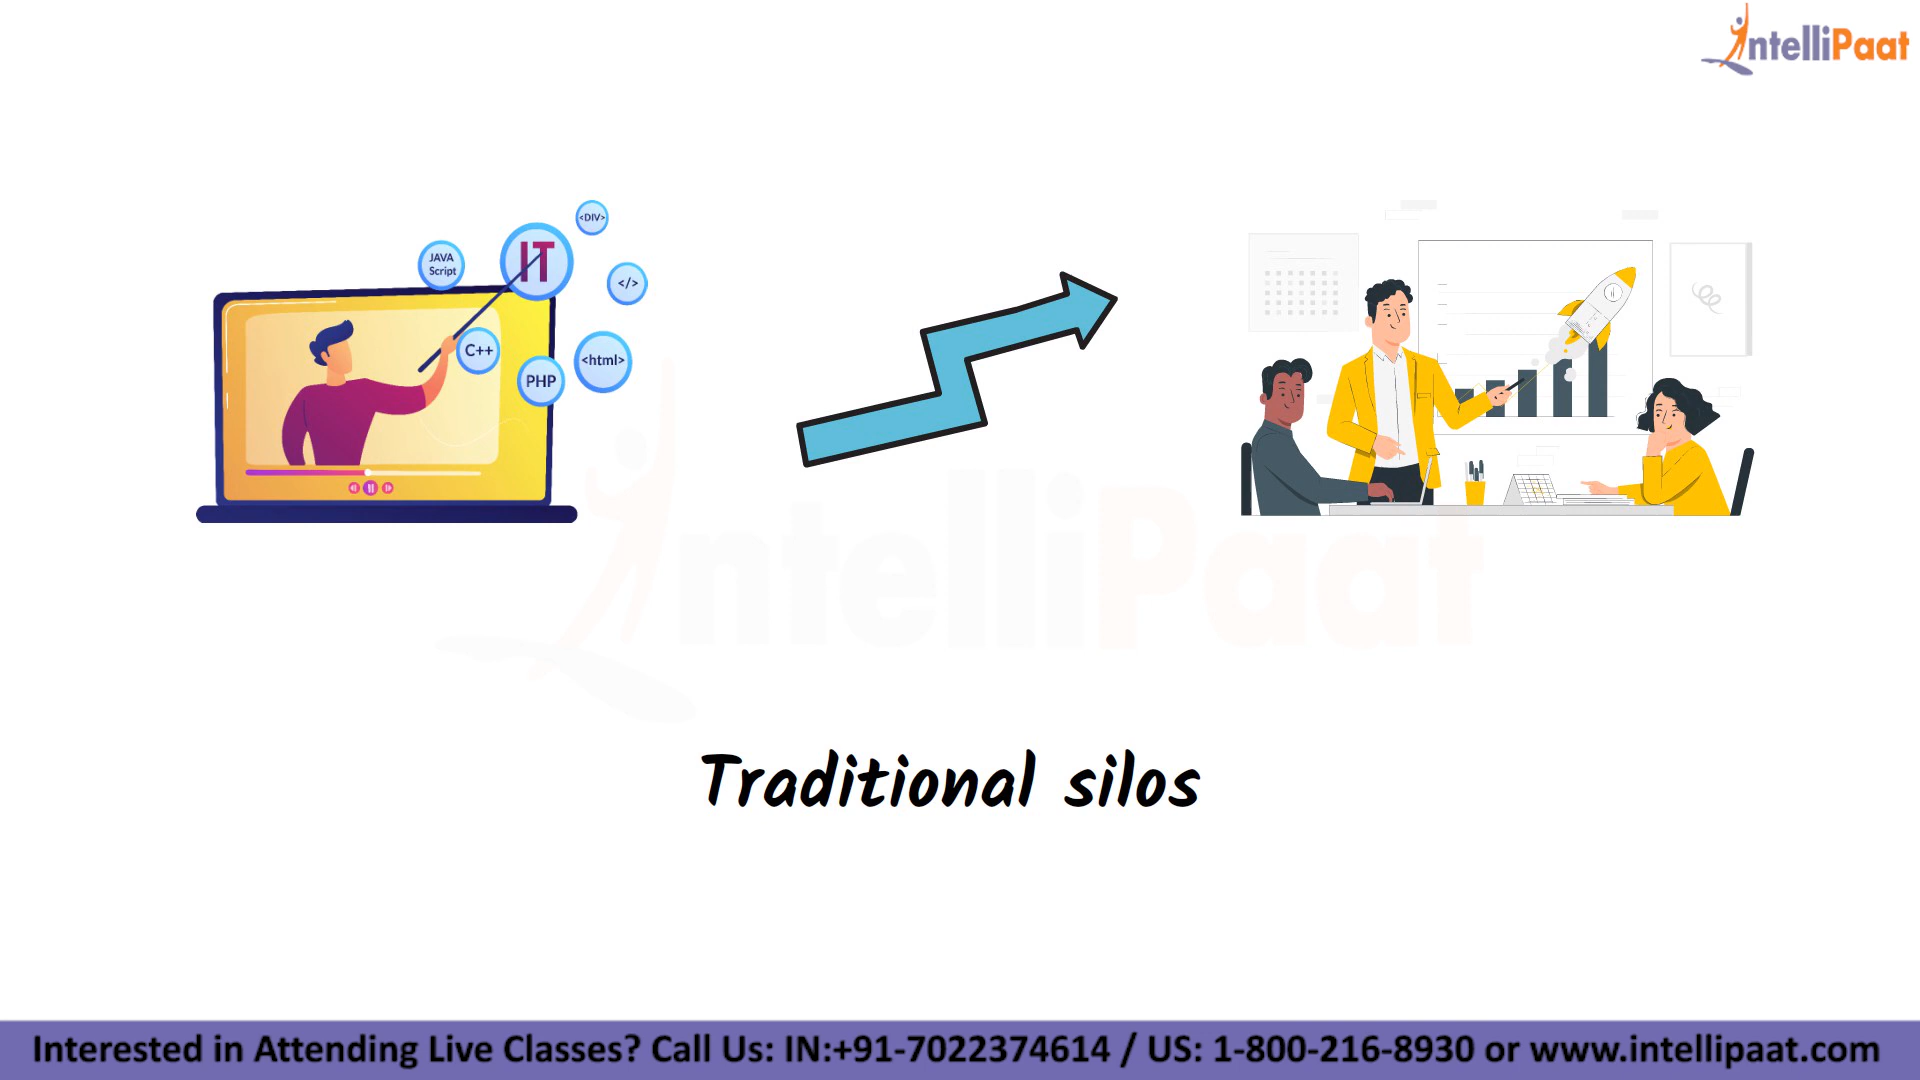 IntelliPaat
<DIV>
IT
JAVA
Script
</>
C++
<html>
PHP
IntelliPaat
Traditional silos
Interested in Attending Live Classes? Call Us: IN:+91-7022374614 / US: 1-800-216-8930 or www.intellipaat.com